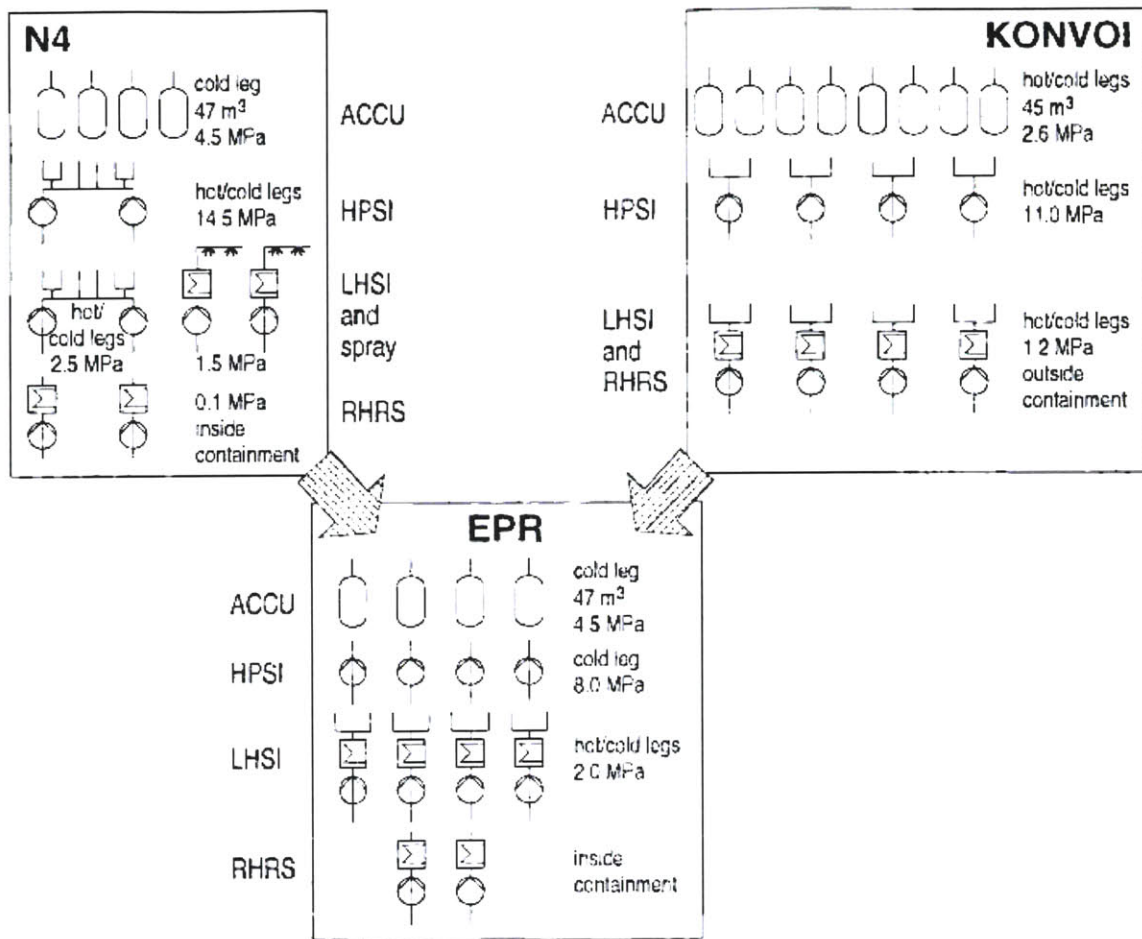 N4
cold leg
47 m³
4.5 MPa
ACCU
hot/cold legs
14 5 MPa
HPSI
hot/
cold legs
2.5 MPa
1.5 MPa
LHSI
and
spray
0.1 MPa
inside
containment
RHRS
KONVOI
ACCU
hot/cold legs
45 m³
2.6 MPa
HPSI
hot/cold legs
11.0 MPa
LHSI
and
RHRS
hot/cold legs
1 2 MPa
outside
containment
EPR
ACCU
cold leg
47 m³
4 5 MPa
HPSI
cold leg
8.0 MPa
LHSI
hot/cold legs
2 0 MPa
RHRS
inside
containment